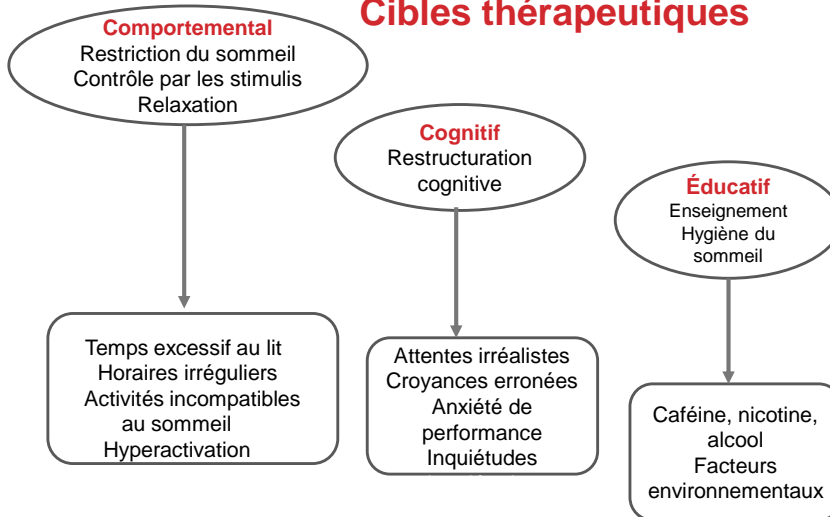 Cibles thérapeutiques
Comportemental
Restriction du sommeil
Contrôle par les stimulis
Relaxation
Cognitif
Restructuration
cognitive
Éducatif
Enseignement
Hygiène du
sommeil
Temps excessif au lit
Horaires irréguliers
Activités incompatibles
au sommeil
Hyperactivation
Attentes irréalistes
Croyances erronées
Anxiété de
performance
Inquiétudes
Caféine, nicotine,
alcool
Facteurs
environnementaux